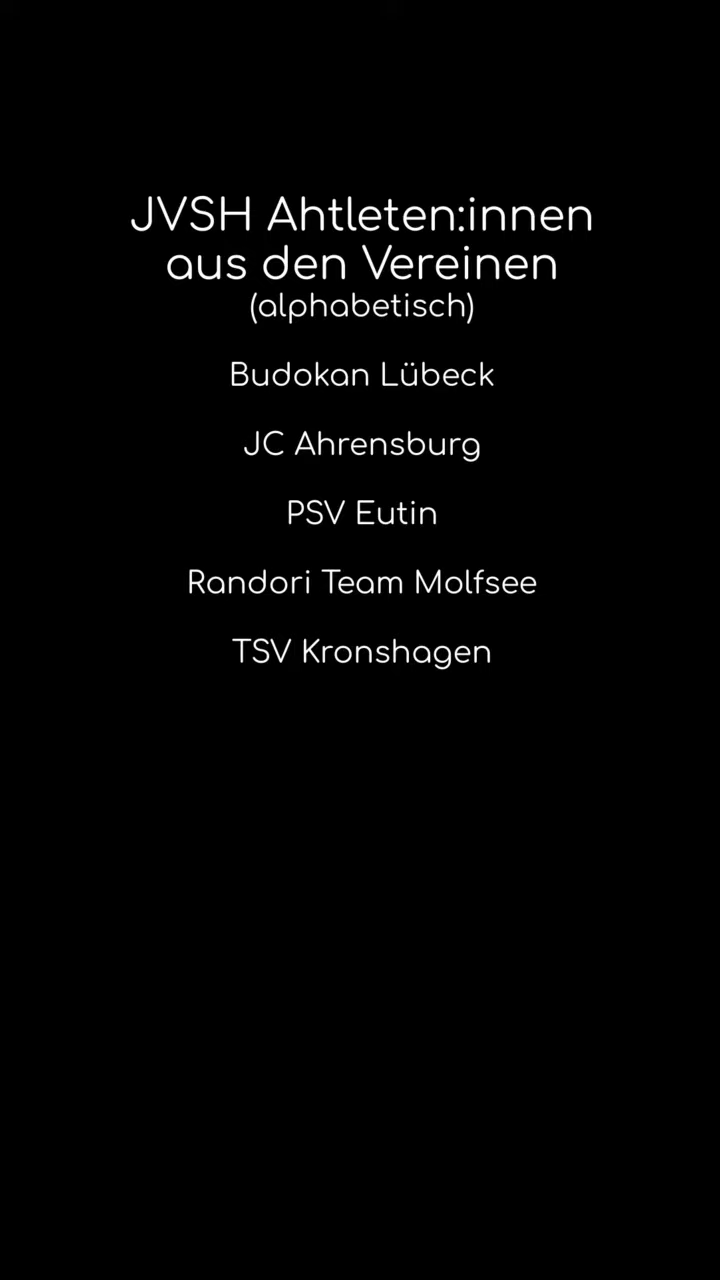 JVSH Ahtleten:innen
aus den Vereinen
(alphabetisch)
Budokan Lübeck
JC Ahrensburg
PSV Eutin
Randori Team Molfsee
TSV Kronshagen